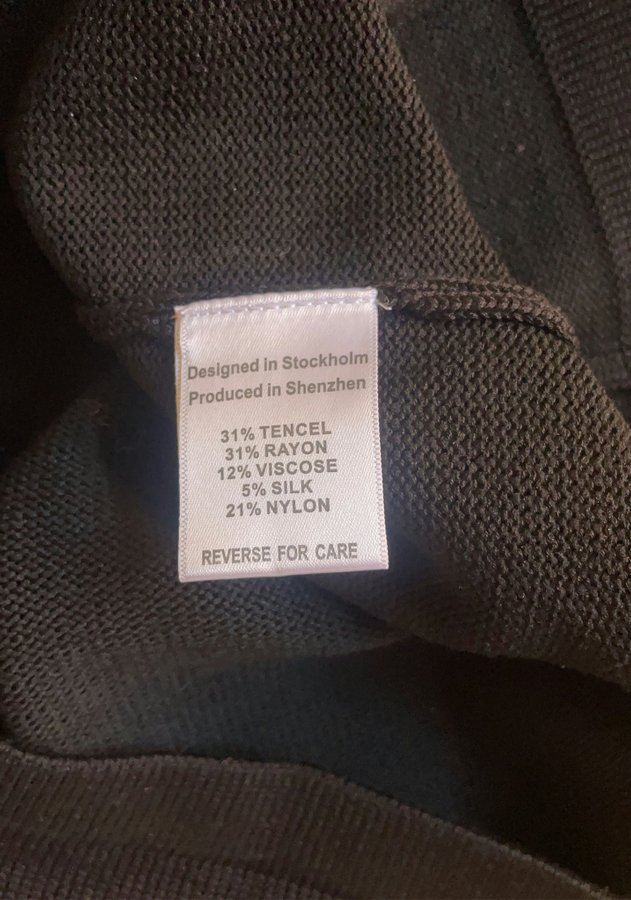 Designed in Stockholm
Produced in Shenzhen
31% TENCEL
31% RAYON
12% VISCOSE
5% SILK
21% NYLON
REVERSE FOR CARE